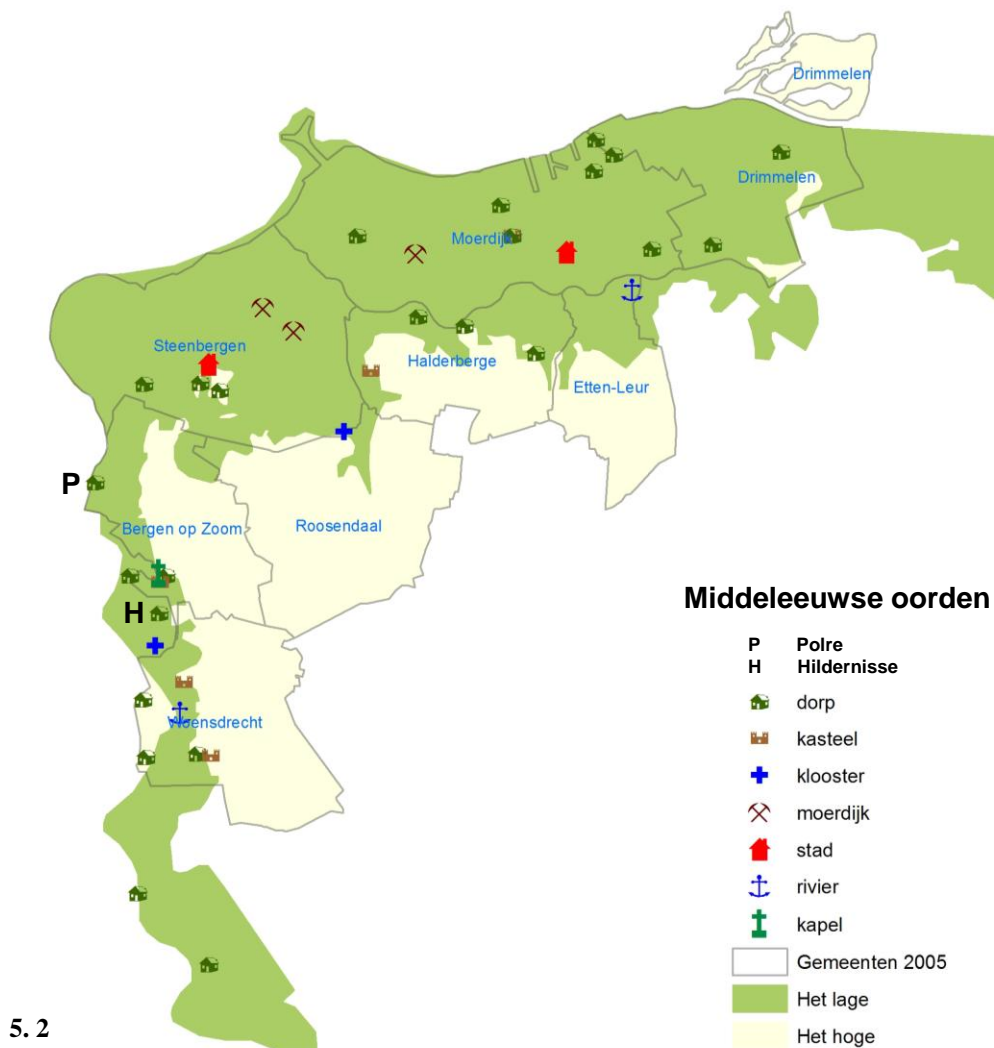 Drimmelen
Drimmelen
Moerdijk
Steenbergen
Halderberge
Etten-Leur
P
Bergen op Zoom
Roosendaal
H
Woensdrecht
Middeleeuwse oorden
P Polre
H Hildernisse
dorp
kasteel
klooster
moerdijk
stad
rivier
kapel
Gemeenten 2005
Het lage
Het hoge
5. 2